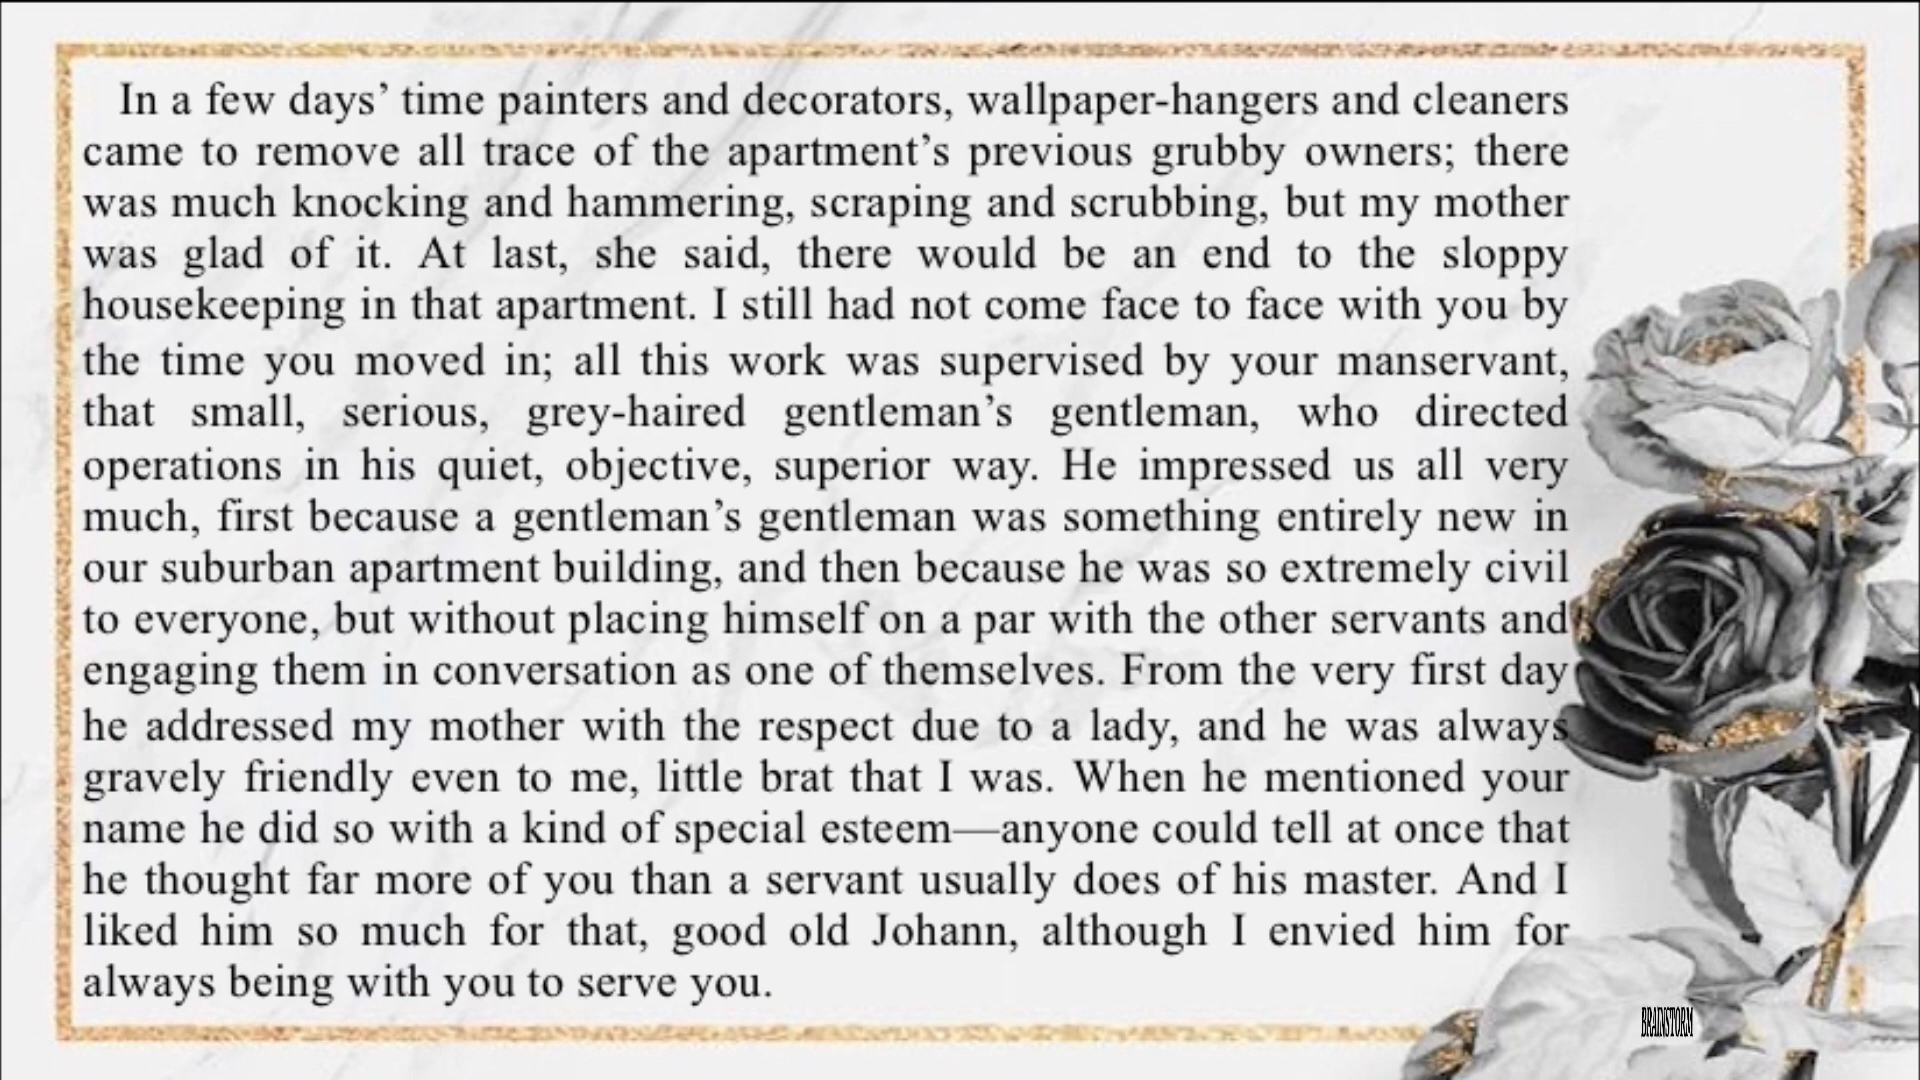 In a few days’ time painters and decorators, wallpaper-hangers and cleaners
came to remove all trace of the apartment’s previous grubby owners; there
was much knocking and hammering, scraping and scrubbing, but my mother
was glad of it. At last, she said, there would be an end to the sloppy
housekeeping in that apartment. I still had not come face to face with you by
the time you moved in; all this work was supervised by your manservant,
that small, serious, grey-haired gentleman’s gentleman, who directed
operations in his quiet, objective, superior way. He impressed us all very
much, first because a gentleman’s gentleman was something entirely new in
our suburban apartment building, and then because he was so extremely civil
to everyone, but without placing himself on a par with the other servants and
engaging them in conversation as one of themselves. From the very first day
he addressed my mother with the respect due to a lady, and he was always
gravely friendly even to me, little brat that I was. When he mentioned your
name he did so with a kind of special esteem—anyone could tell at once that
he thought far more of you than a servant usually does of his master. And I
liked him so much for that, good old Johann, although I envied him for
always being with you to serve you.
BRAINSTORM